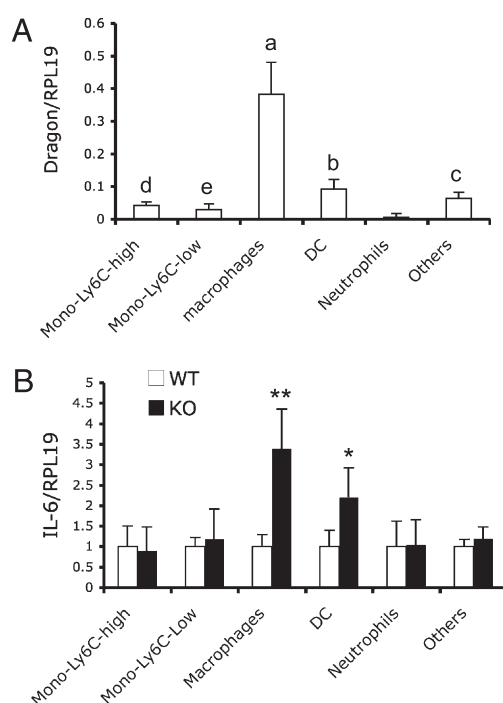 A
Dragon/RPL19
0.6
0.5
0.4
0.3
0.2
0.1
0
d
e
a
b
c
Mono-Ly6C-high
Mono-Ly6C-low
macrophages
DC
Neutrophils
Others
B
WT
KO
IL-6/RPL19
5
4.5
4
3.5
3
2.5
2
1.5
1
0.5
0
**
*
Mono-Ly6C-high
Mono-Ly6C-Low
Macrophages
DC
Neutrophils
Others